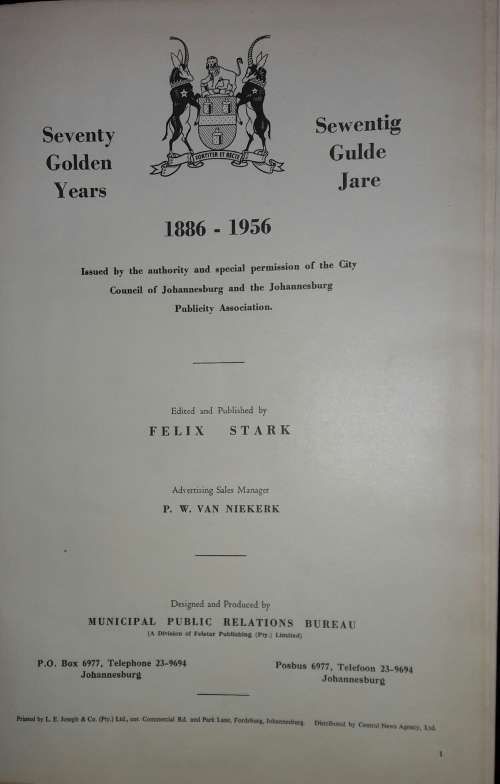 FORTITER ET RECTE
Seventy
Golden
Years
Sewentig
Gulde
Jare
1886 - 1956
Issued by the authority and special permission of the City
Council of Johannesburg and the Johannesburg
Publicity Association.
Edited and Published by
FELIX STARK
Advertising Sales Manager
P. W. VAN NIEKERK
Designed and Produced by
MUNICIPAL PUBLIC RELATIONS BUREAU
(A Division of Felstar Publishing (Pty.) Limited)
P.O. Box 6977, Telephone 23-9694
Johannesburg
Posbus 6977, Telefoon 23-9694
Johannesburg
Printed by L. E. Joseph & Co. (Pty.) Ltd., cnr. Commercial Rd. and Park Lane, Fordsburg, Johannesburg. Distributed by Central News Agency, Ltd.
1